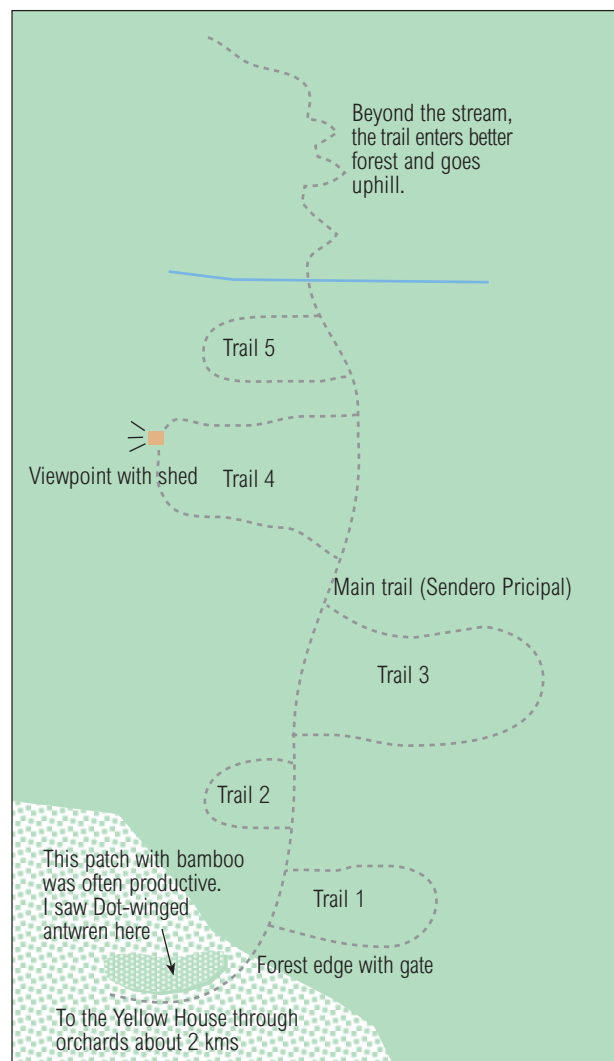 Beyond the stream,
the trail enters better
forest and goes
uphill.
Trail 5
Viewpoint with shed
Trail 4
Main trail (Sendero Pricipal)
Trail 3
Trail 2
This patch with bamboo
was often productive.
I saw Dot-winged
antwren here
Trail 1
Forest edge with gate
To the Yellow House through
orchards about 2 kms